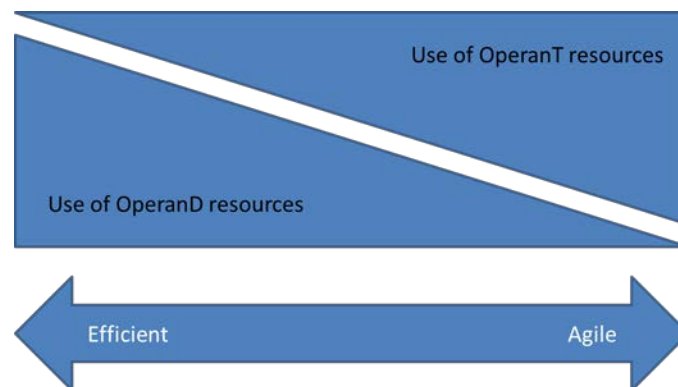 Use of OperanT resources
Use of OperanD resources
Efficient
Agile